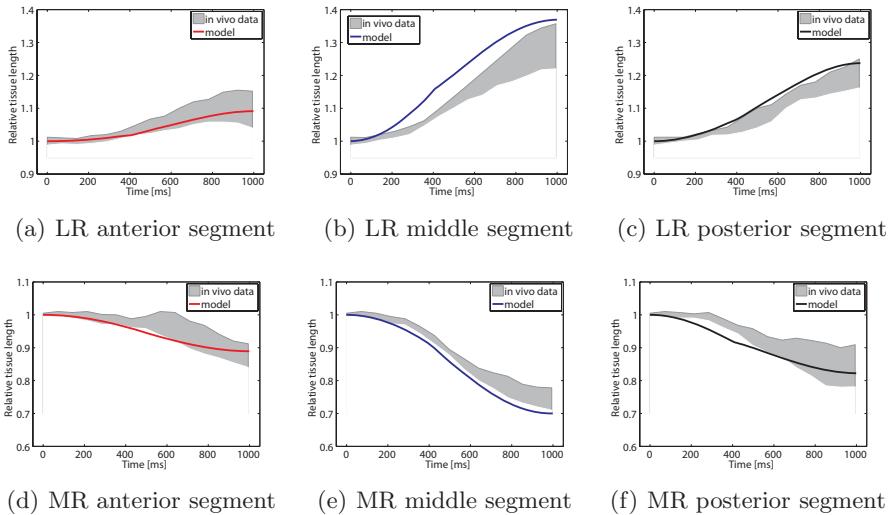 1.4
1.3
1.2
1.1
1
0.9
Relative tissue length
0 200 400 600 800 1000
Time [ms]
in vivo data
model
(a) LR anterior segment
1.4
1.3
1.2
1.1
1
0.9
Relative tissue length
0 200 400 600 800 1000
Time [ms]
in vivo data
model
(b) LR middle segment
1.4
1.3
1.2
1.1
1
0.9
Relative tissue length
0 200 400 600 800 1000
Time [ms]
in vivo data
model
(c) LR posterior segment
1.1
1
0.9
0.8
0.7
0.6
Relative tissue length
0 200 400 600 800 1000
Time [ms]
in vivo data
model
(d) MR anterior segment
1.1
1
0.9
0.8
0.7
0.6
Relative tissue length
0 200 400 600 800 1000
Time [ms]
in vivo data
model
(e) MR middle segment
1.1
1
0.9
0.8
0.7
0.6
Relative tissue length
0 200 400 600 800 1000
Time [ms]
in vivo data
model
(f) MR posterior segment